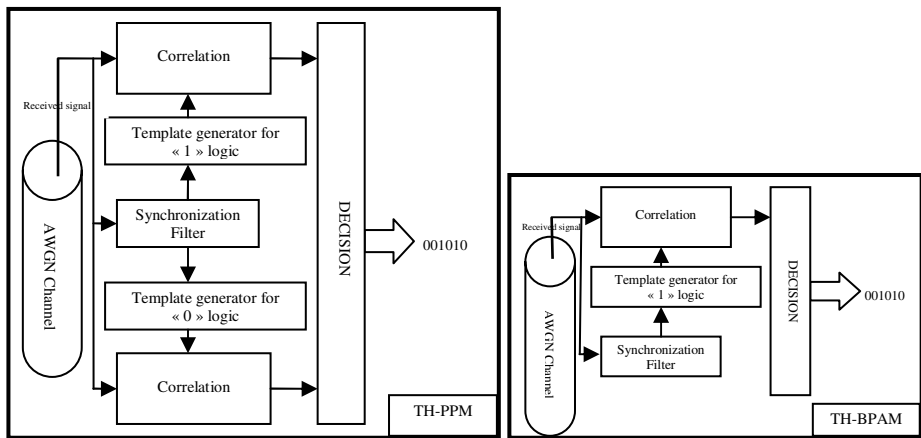 Correlation
Received signal
Template generator for
« 1 » logic
Synchronization
Filter
AWGN Channel
DECISION
001010
Template generator for
« 0 » logic
Correlation
TH-PPM
Correlation
Received signal
Template generator for
« 1 » logic
Synchronization
Filter
AWGN Channel
DECISION
001010
TH-BPAM